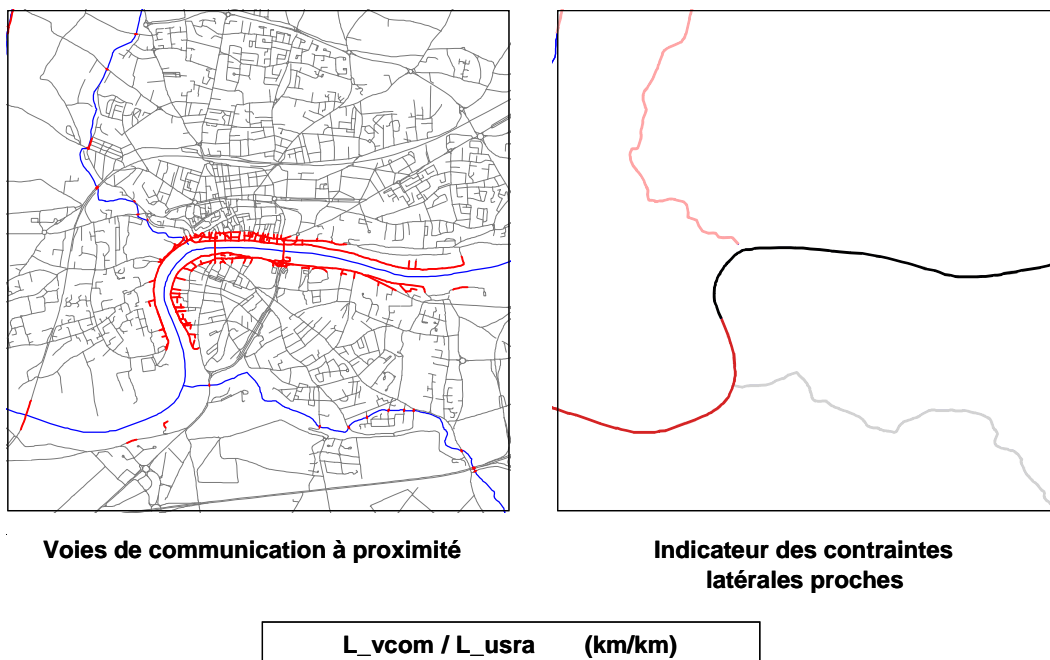 Voies de communication à proximité
Indicateur des contraintes
latérales proches
L_vcom / L_usra (km/km)